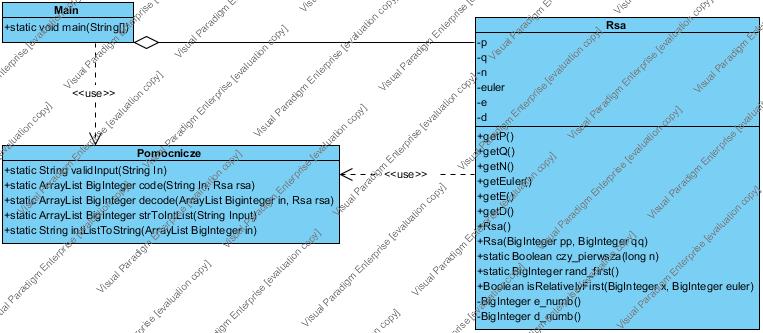 Main
+static void main(String[])
<<use>>
Pomocnicze
+static String validInput(String In)
+static ArrayList BigInteger code(String In, Rsa rsa)
+static ArrayList BigInteger decode(ArrayList Biginteger in, Rsa rsa)
+static ArrayList BigInteger strToIntList(String Input)
+static String intListToString(ArrayList BigInteger in)
<<use>>
Rsa
-p
-q
-n
-euler
-e
-d
+getP()
+getQ()
+getN()
+getEuler()
+getE()
+getD()
+Rsa()
+Rsa(BigInteger pp, BigInteger qq)
+static Boolean czy_pierwsza(long n)
+static BigInteger rand_first()
+Boolean isRelativelyFirst(BigInteger x, BigInteger euler)
-BigInteger e_numb()
-BigInteger d_numb()
Visual Paradigm Enterprise [evaluation copy]